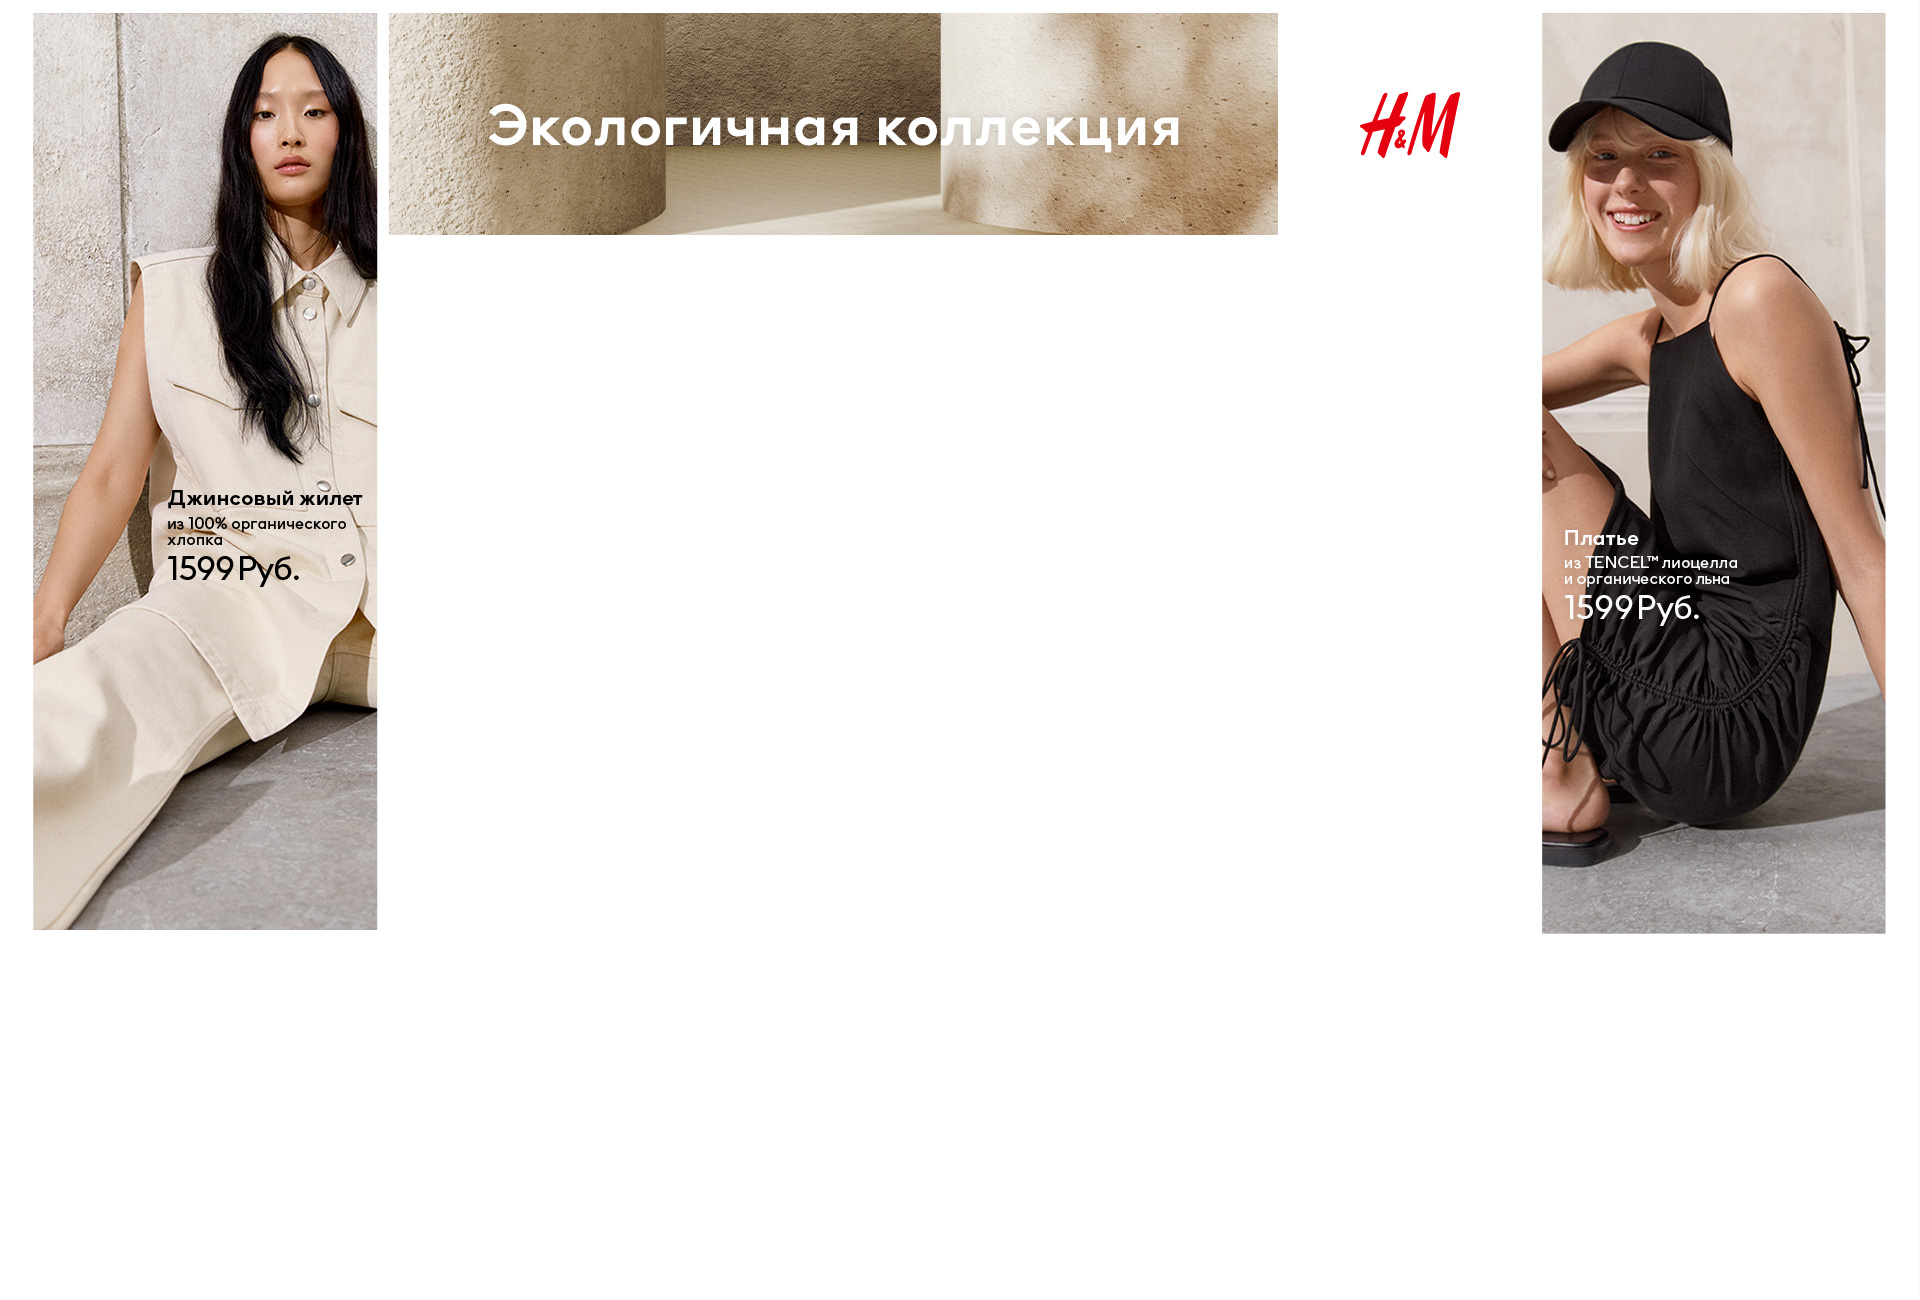 Экологичная коллекция
H&M
Джинсовый жилет
из 100% органического
хлопка
1599 Руб.
Платье
из TENCEL™ лиоцелла
и органического льна
1599 Руб.